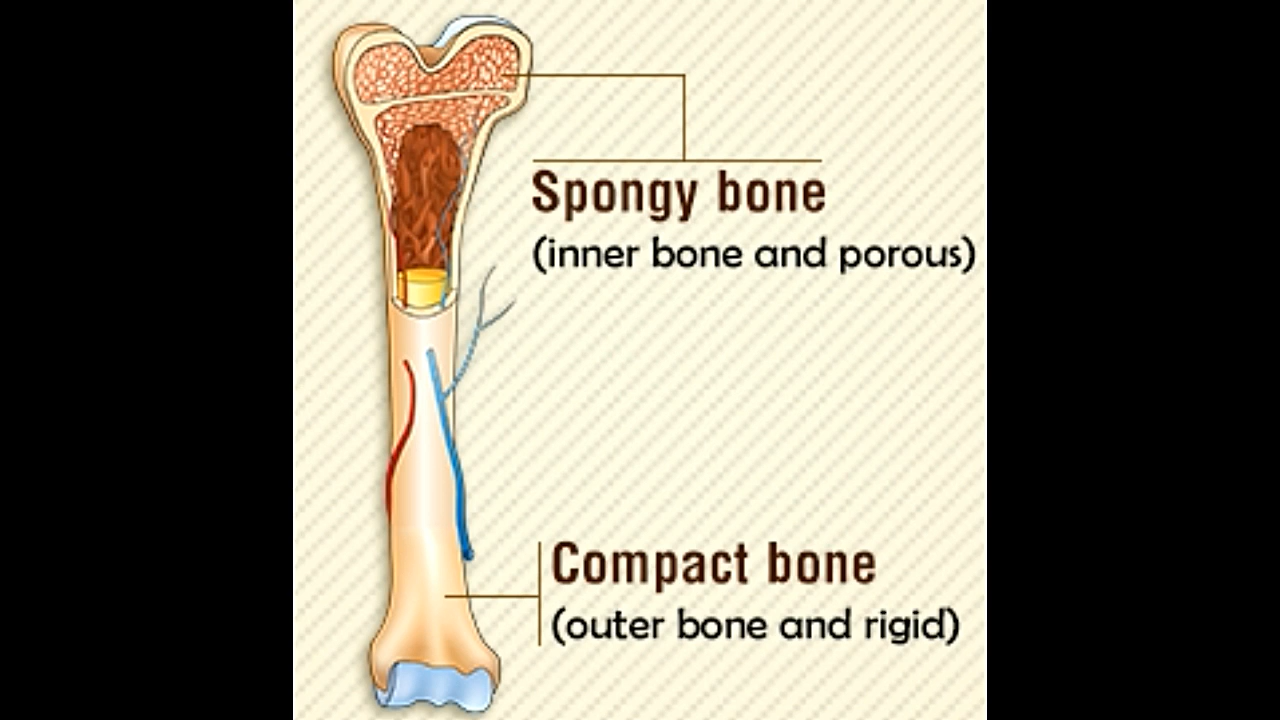 Spongy bone
(inner bone and porous)
Compact bone
(outer bone and rigid)